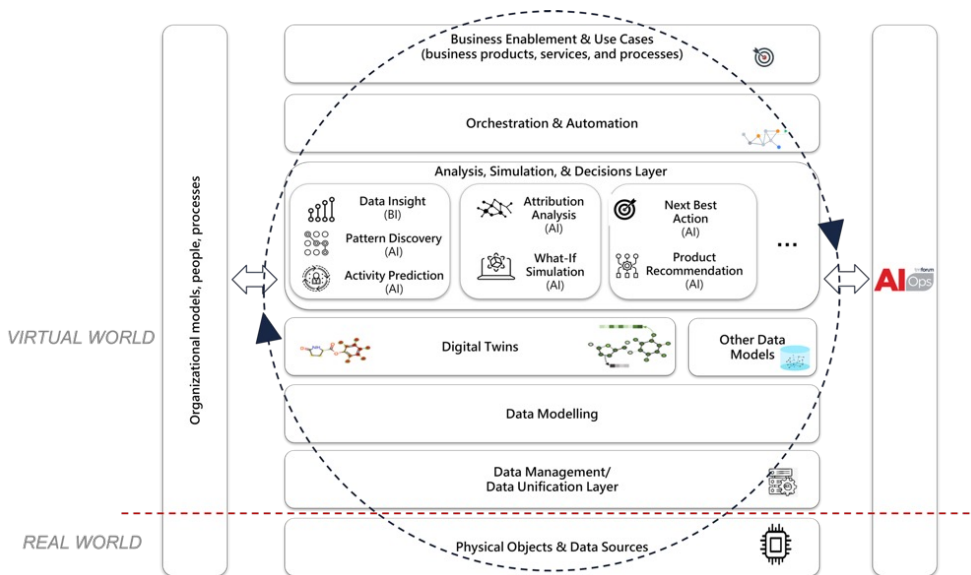 Business Enablement & Use Cases
(business products, services, and processes)
Orchestration & Automation
Analysis, Simulation, & Decisions Layer
Data Insight
(BI)
Pattern Discovery
(AI)
Activity Prediction
(AI)
Attribution
Analysis
(AI)
What-If
Simulation
(AI)
Next Best
Action
(AI)
Product
Recommendation
(AI)
...
Organizational models, people, processes
AI Ops
VIRTUAL WORLD
Digital Twins
Other Data
Models
Data Modelling
Data Management/
Data Unification Layer
REAL WORLD
Physical Objects & Data Sources